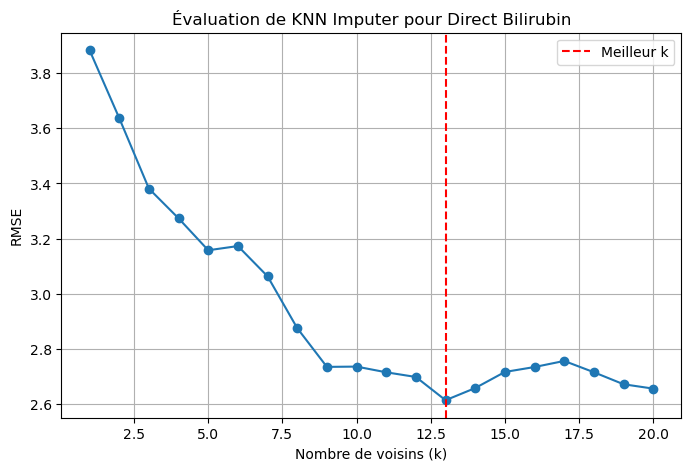 Évaluation de KNN Imputer pour Direct Bilirubin
Meilleur k
RMSE
3.8
3.6
3.4
3.2
3.0
2.8
2.6
2.5 5.0 7.5 10.0 12.5 15.0 17.5 20.0
Nombre de voisins (k)